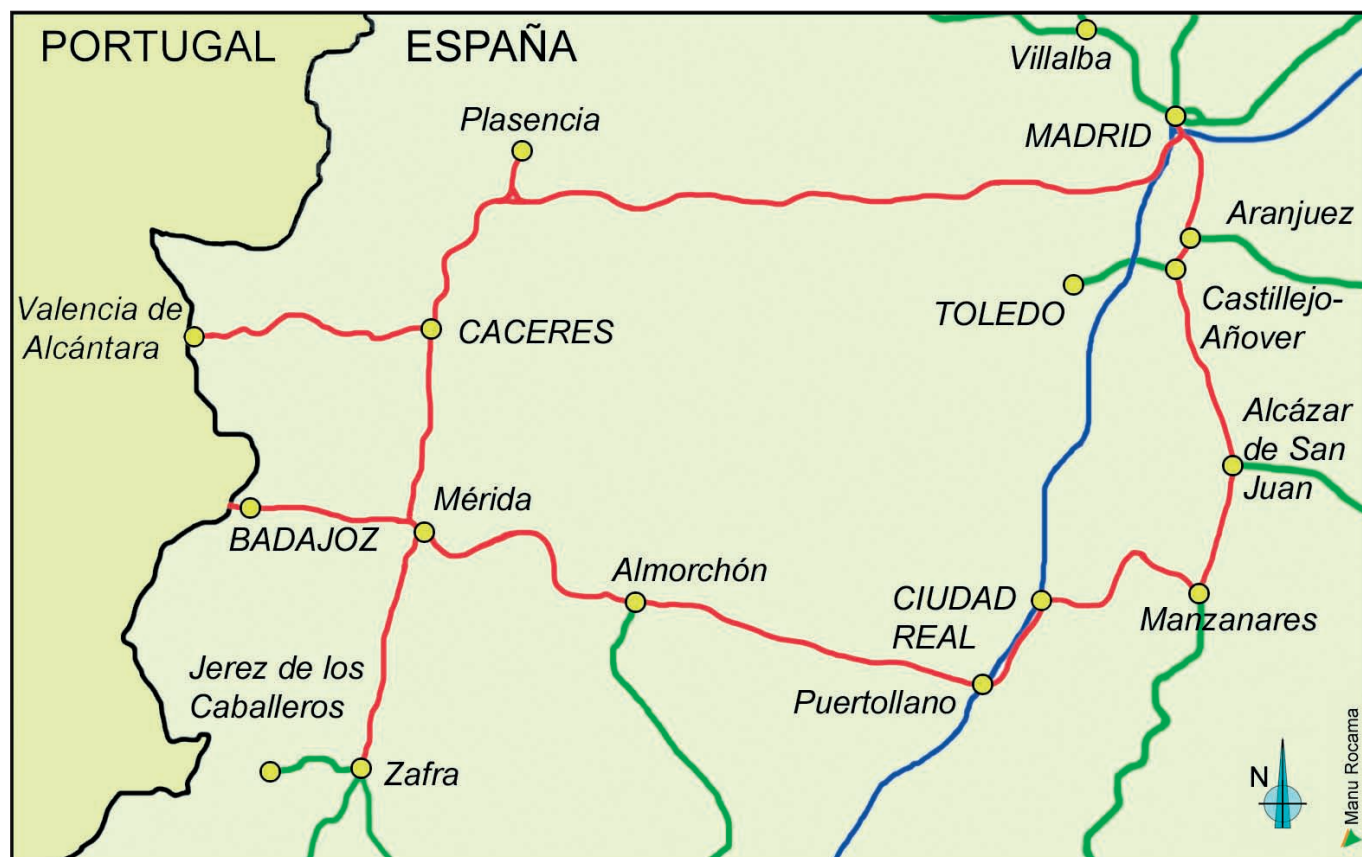 PORTUGAL
ESPAÑA
Villalba
Plasencia
MADRID
Aranjuez
Valencia de
Alcántara
CACERES
TOLEDO
Castillejo-
Añover
Alcázar
de San
Juan
Mérida
BADAJOZ
Almorchón
CIUDAD
REAL
Manzanares
Jerez de los
Caballeros
Puertollano
Zafra
N
Manu Rocama